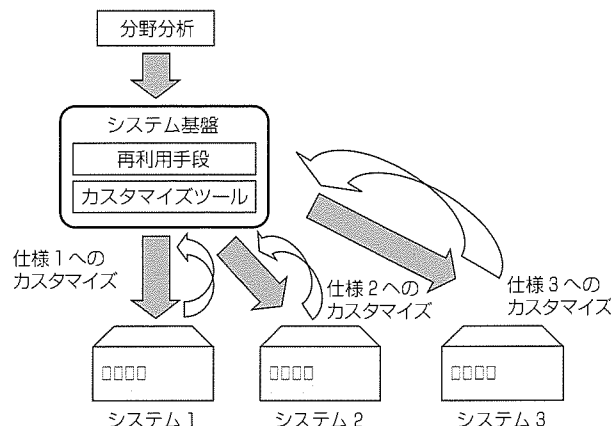 分野分析
システム基盤
再利用手段
カスタマイズツール
仕様1への
カスタマイズ
仕様2への
カスタマイズ
仕様3への
カスタマイズ
システム1
システム2
システム3